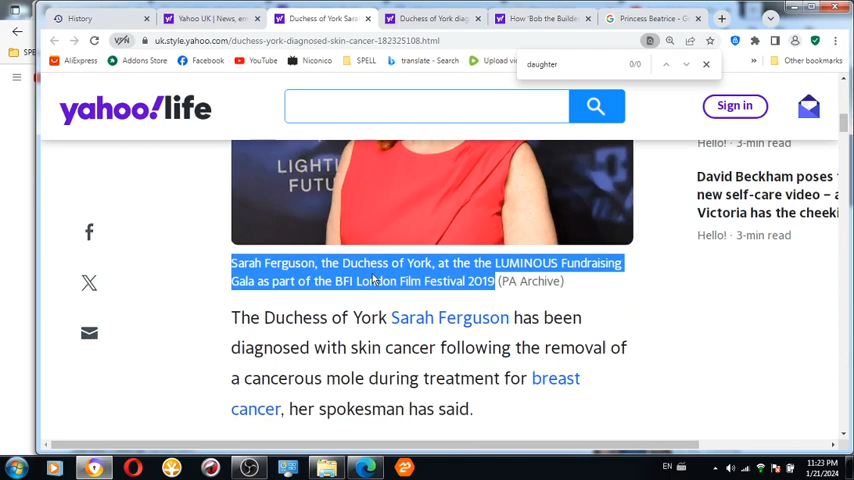 History
Yahoo UK | News, em
Duchess of York Sara
Duchess of York diag
How 'Bob the Builde
Princess Beatrice - G
uk.style.yahoo.com/duchess-york-diagnosed-skin-cancer-182325108.html
AliExpress
Addons Store
Facebook
YouTube
Niconico
SPELL
translate - Search
Upload vi
Other bookmarks
daughter
0/0
SPE
yahoo!life
Sign in
LIGHTI
FUTU
Hello! · 3-min read
David Beckham poses t
new self-care video – a
Victoria has the cheeki
Hello! · 3-min read
Sarah Ferguson, the Duchess of York, at the the LUMINOUS Fundraising
Gala as part of the BFI London Film Festival 2019 (PA Archive)
The Duchess of York Sarah Ferguson has been
diagnosed with skin cancer following the removal of
a cancerous mole during treatment for breast
cancer, her spokesman has said.
EN
11:23 PM
1/21/2024